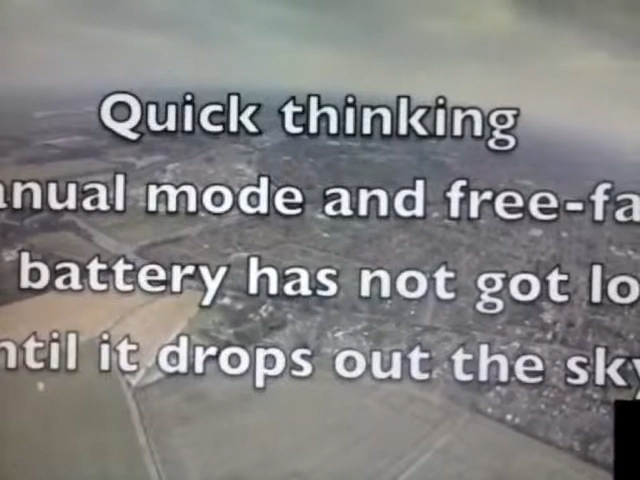 Quick thinking
anual mode and free-fa
battery has not got lo
ntil it drops out the sky